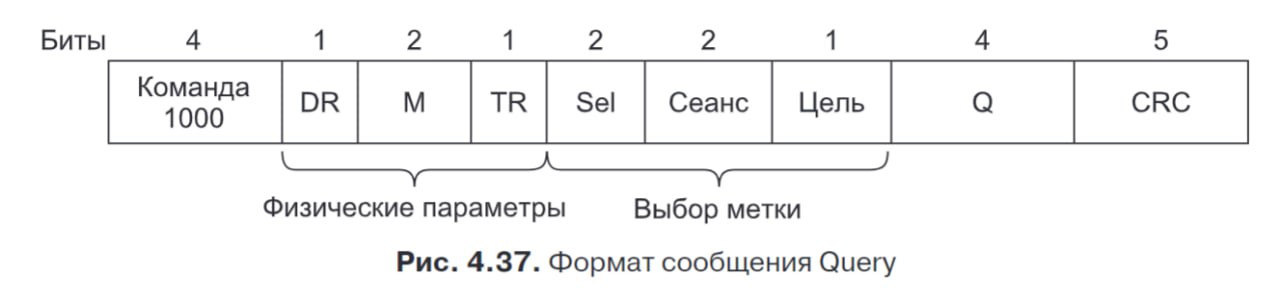 Биты 4 1 2 1 2 2 1 4 5
Команда 1000 DR M TR Sel Сеанс Цель Q CRC
Физические параметры Выбор метки
Рис. 4.37. Формат сообщения Query